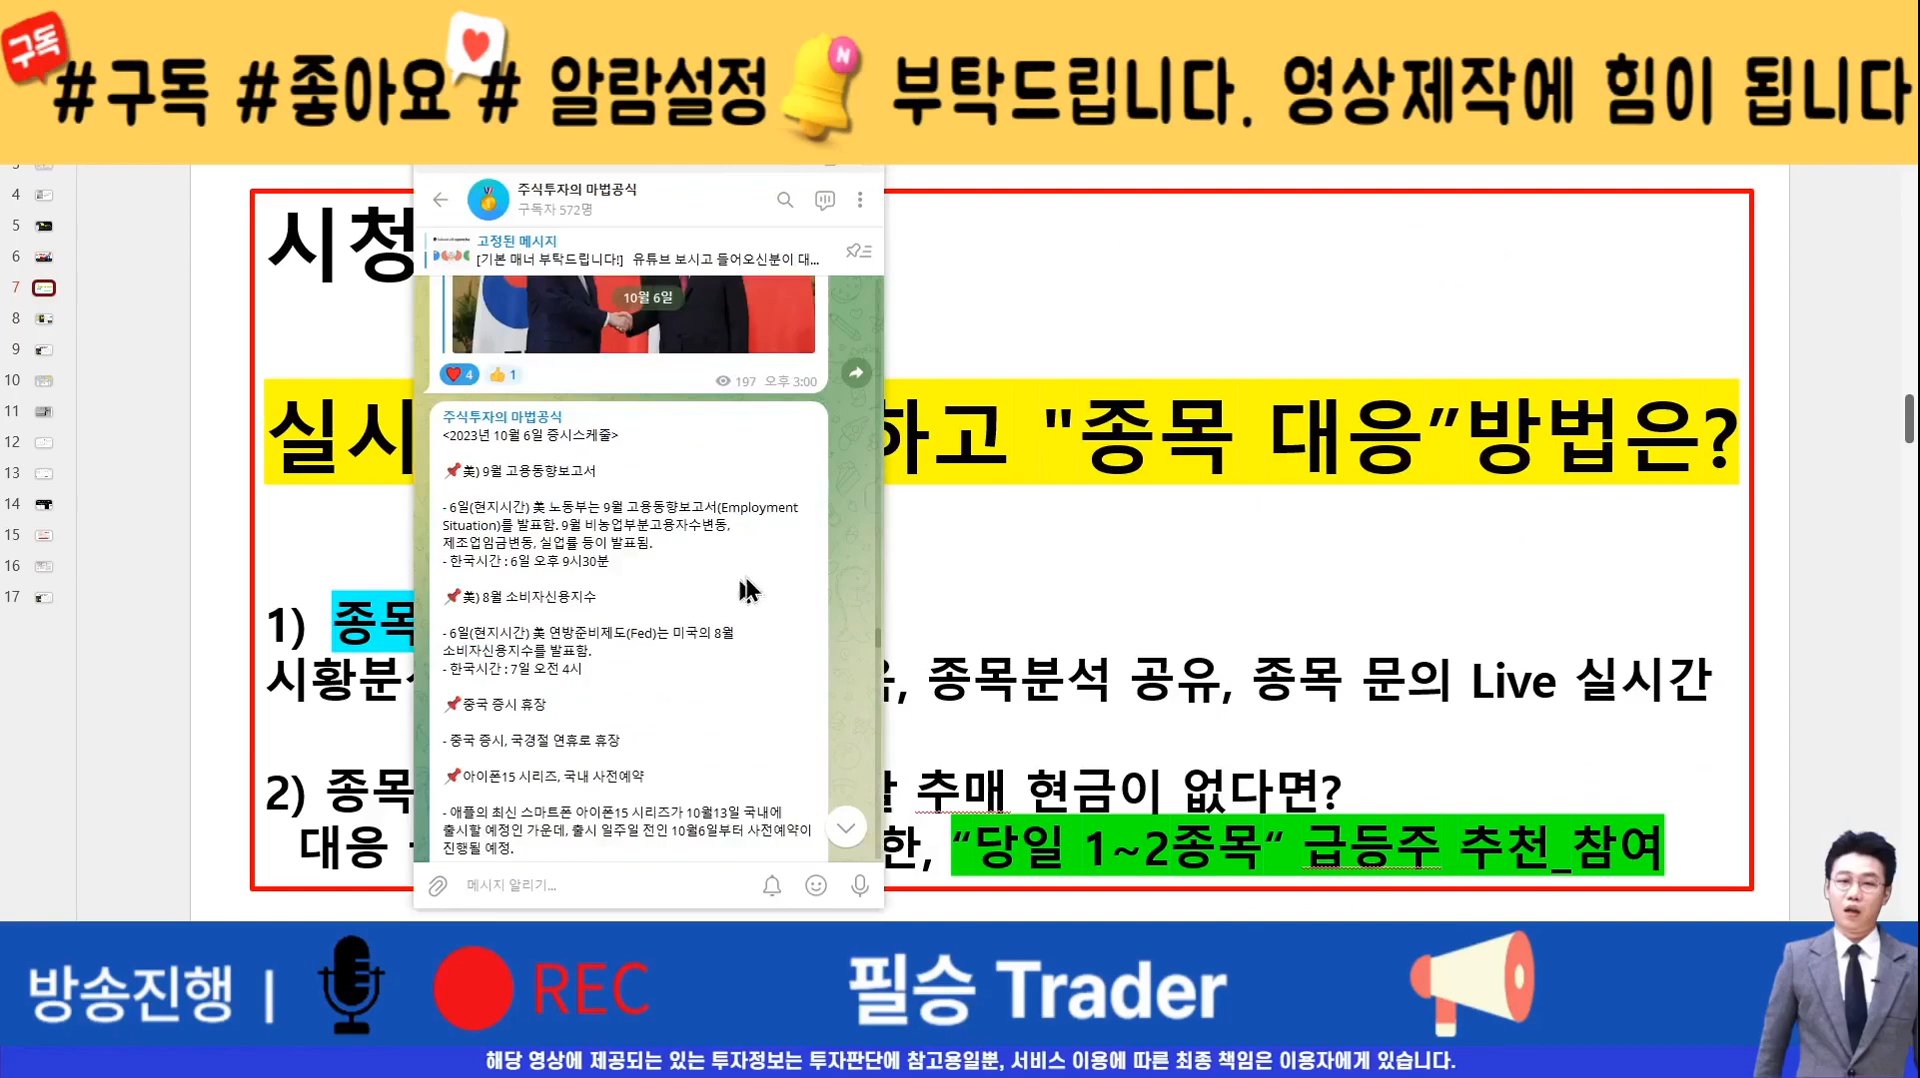 구독
#구독 #좋아요 # 알람설정 부탁드립니다. 영상제작에 힘이 됩니다
N
4
5
6
7
8
9
10
11
12
13
14
15
16
17
주식투자의 마법공식
구독자 572명
고정된 메시지
[기본 매너 부탁드립니다!] 유튜브 보시고 들어오신분이 대...
10월 6일
4 1
197 오후 3:00
주식투자의 마법공식
<2023년 10월 6일 증시스케줄>
美) 9월 고용동향보고서
- 6일(현지시간) 美 노동부는 9월 고용동향보고서(Employment
Situation)를 발표함. 9월 비농업부분고용자수변동,
제조업임금변동, 실업률 등이 발표됨.
- 한국시간 : 6일 오후 9시30분
美) 8월 소비자신용지수
- 6일(현지시간) 美 연방준비제도(Fed)는 미국의 8월
소비자신용지수를 발표함.
- 한국시간 : 7일 오전 4시
중국 증시 휴장
- 중국 증시, 국경절 연휴로 휴장
아이폰15 시리즈, 국내 사전예약
- 애플의 최신 스마트폰 아이폰15 시리즈가 10월13일 국내에
출시할 예정인 가운데, 출시 일주일 전인 10월6일부터 사전예약이
진행될 예정.
메시지 알리기...
시청
실시 하고 "종목 대응”방법은?
1) 종목
시황분 , 종목분석 공유, 종목 문의 Live 실시간
2) 종목 추매 현금이 없다면?
대응 한, “당일 1~2종목“ 급등주 추천_참여
방송진행 | REC 필승 Trader
해당 영상에 제공되는 있는 투자정보는 투자판단에 참고용일뿐, 서비스 이용에 따른 최종 책임은 이용자에게 있습니다.